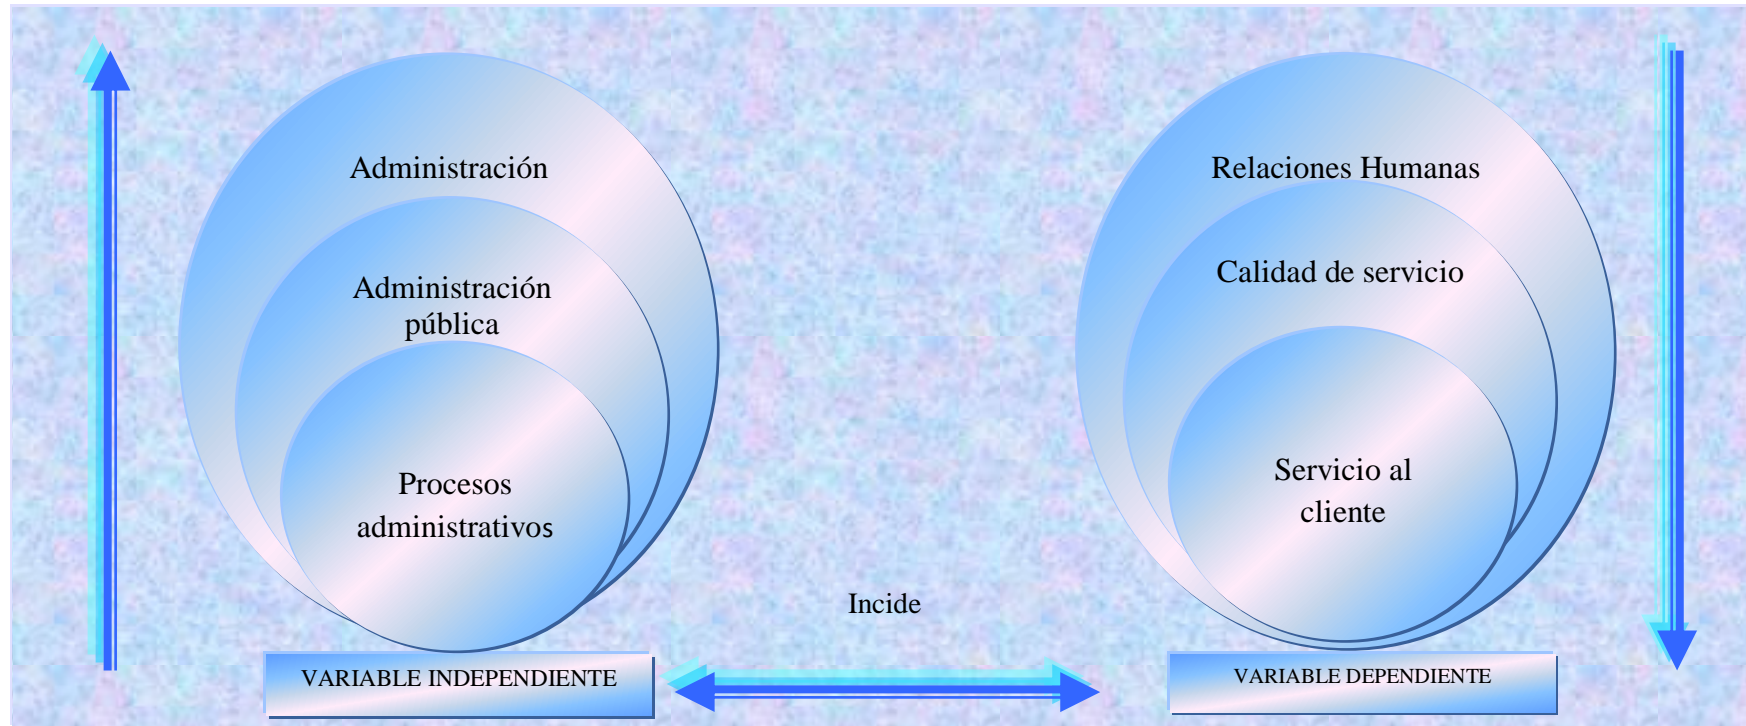 Administración
Administración
pública
Procesos
administrativos
Relaciones Humanas
Calidad de servicio
Servicio al
cliente
Incide
VARIABLE INDEPENDIENTE
VARIABLE DEPENDIENTE